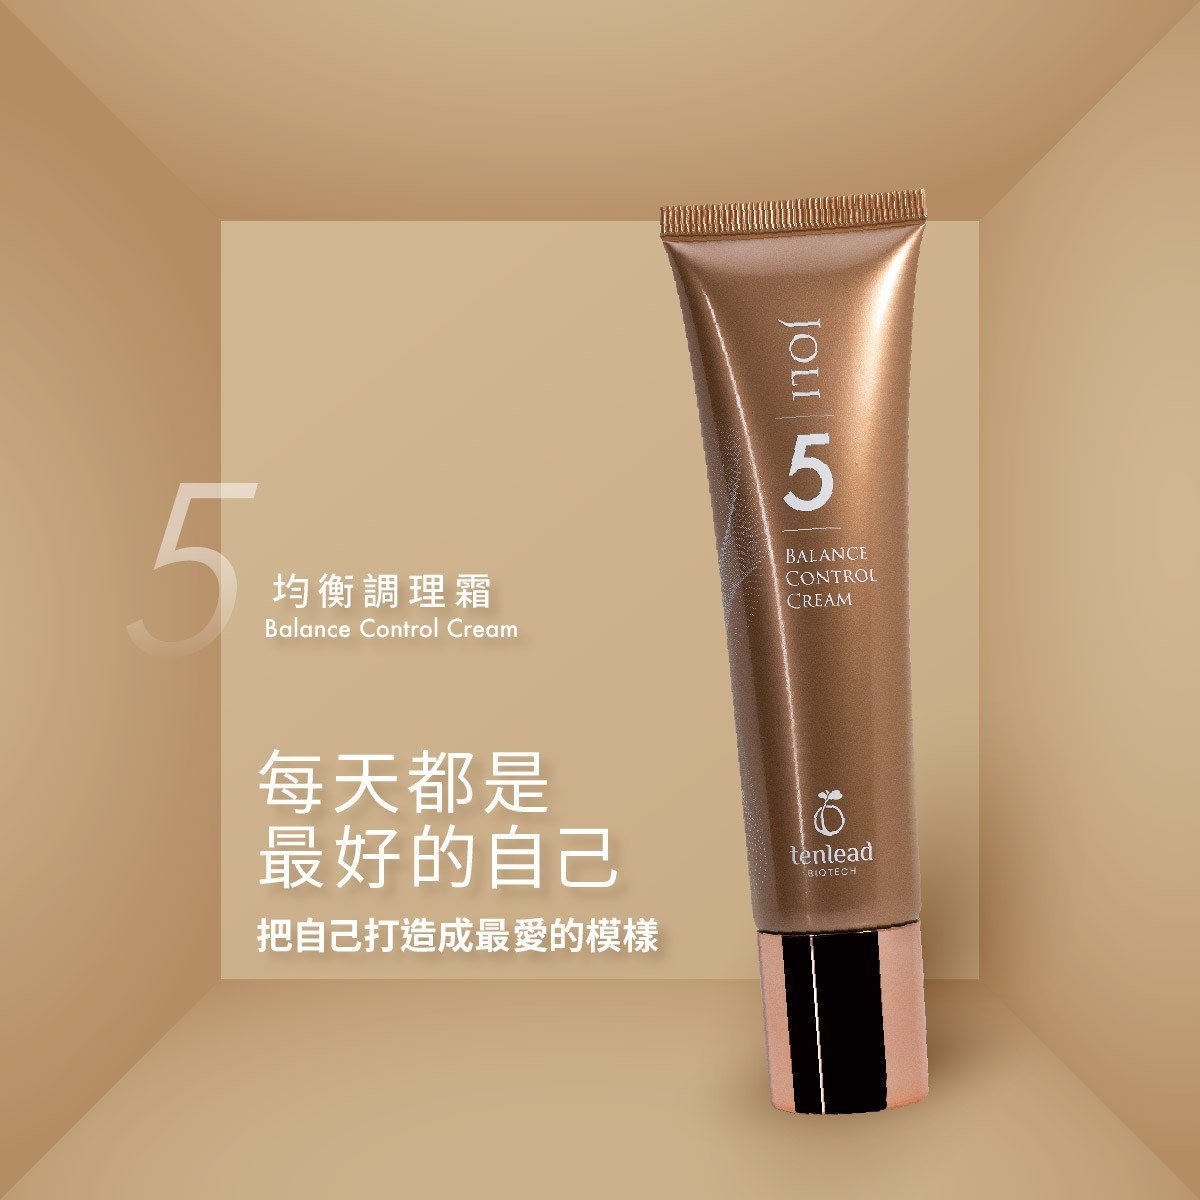 5
均衡調理霜
Balance Control Cream
每天都是
最好的自己
把自己打造成最愛的模樣
JOLI
5
BALANCE
CONTROL
CREAM
tenlead
BIOTECH